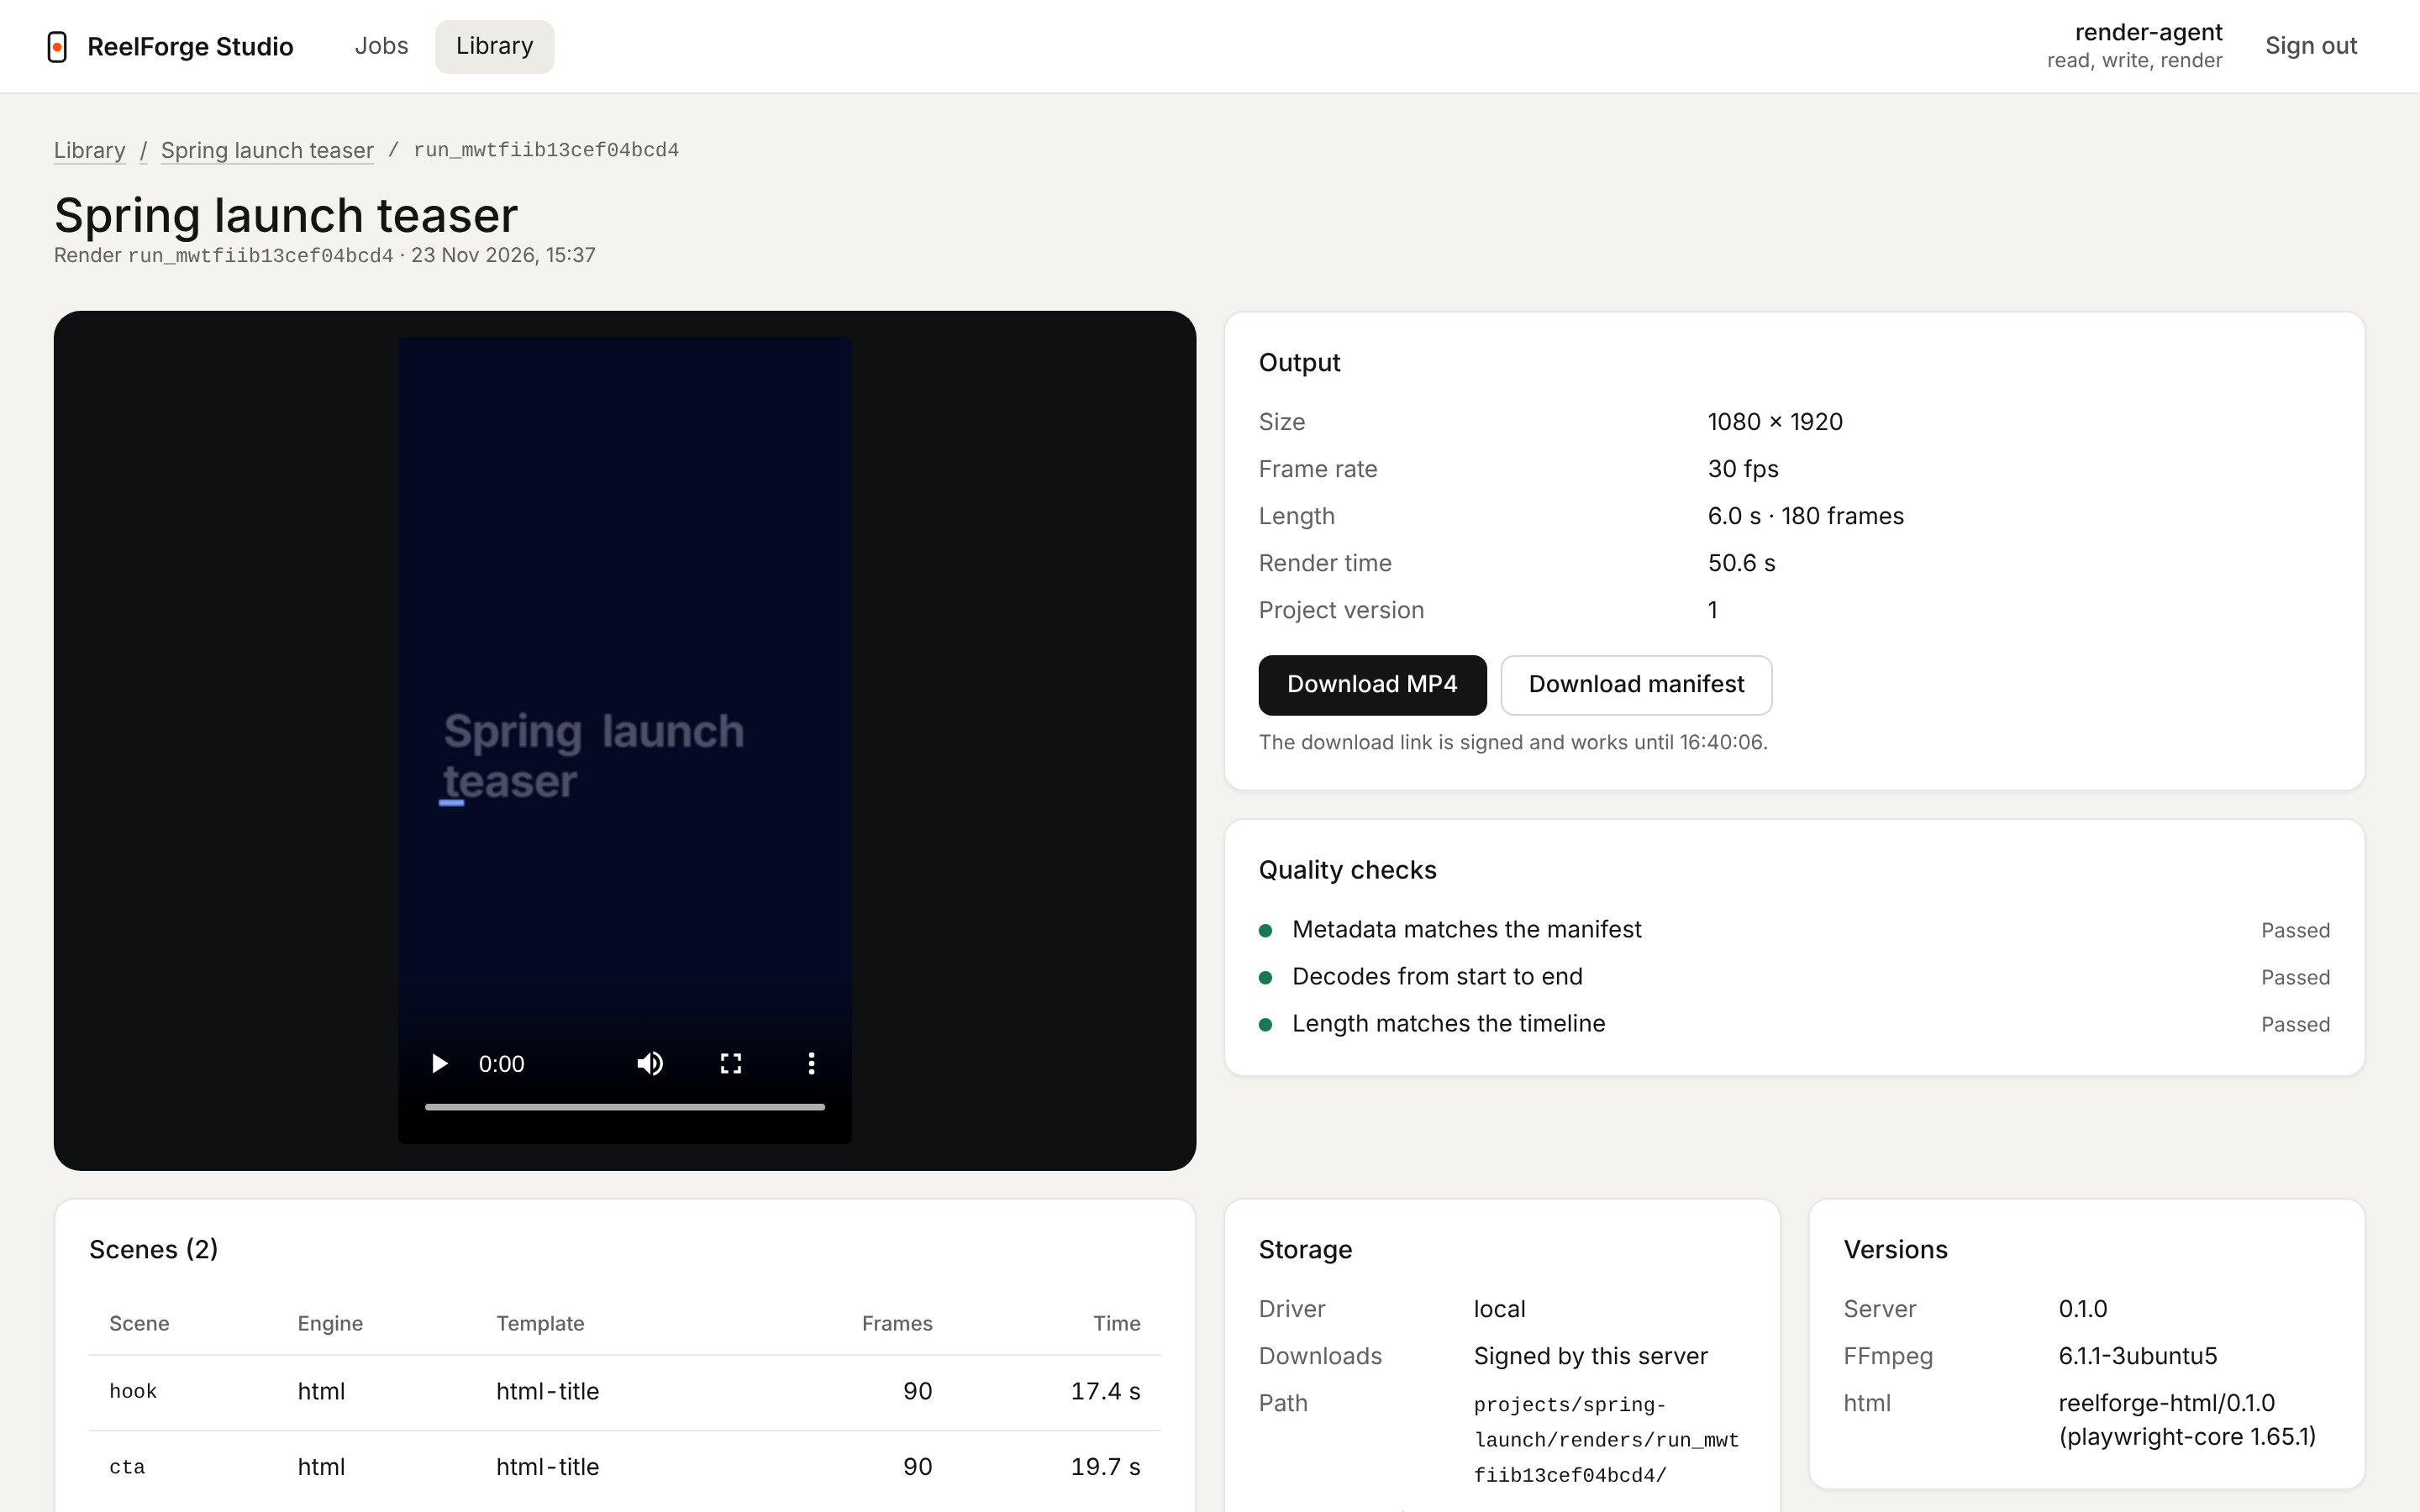 ReelForge Studio
Jobs
Library
render-agent
read, write, render
Sign out
Library / Spring launch teaser / run_mwtfiib13cef04bcd4
Spring launch teaser
Render run_mwtfiib13cef04bcd4 · 23 Nov 2026, 15:37
Spring launch
teaser
0:00
Output
Size 1080 × 1920
Frame rate 30 fps
Length 6.0 s · 180 frames
Render time 50.6 s
Project version 1
Download MP4
Download manifest
The download link is signed and works until 16:40:06.
Quality checks
Metadata matches the manifest Passed
Decodes from start to end Passed
Length matches the timeline Passed
Scenes (2)
Scene Engine Template Frames Time
hook html html-title 90 17.4 s
cta html html-title 90 19.7 s
Storage
Driver local
Downloads Signed by this server
Path projects/spring-
launch/renders/run_mwt
fiib13cef04bcd4/
Versions
Server 0.1.0
FFmpeg 6.1.1-3ubuntu5
html reelforge-html/0.1.0
(playwright-core 1.65.1)